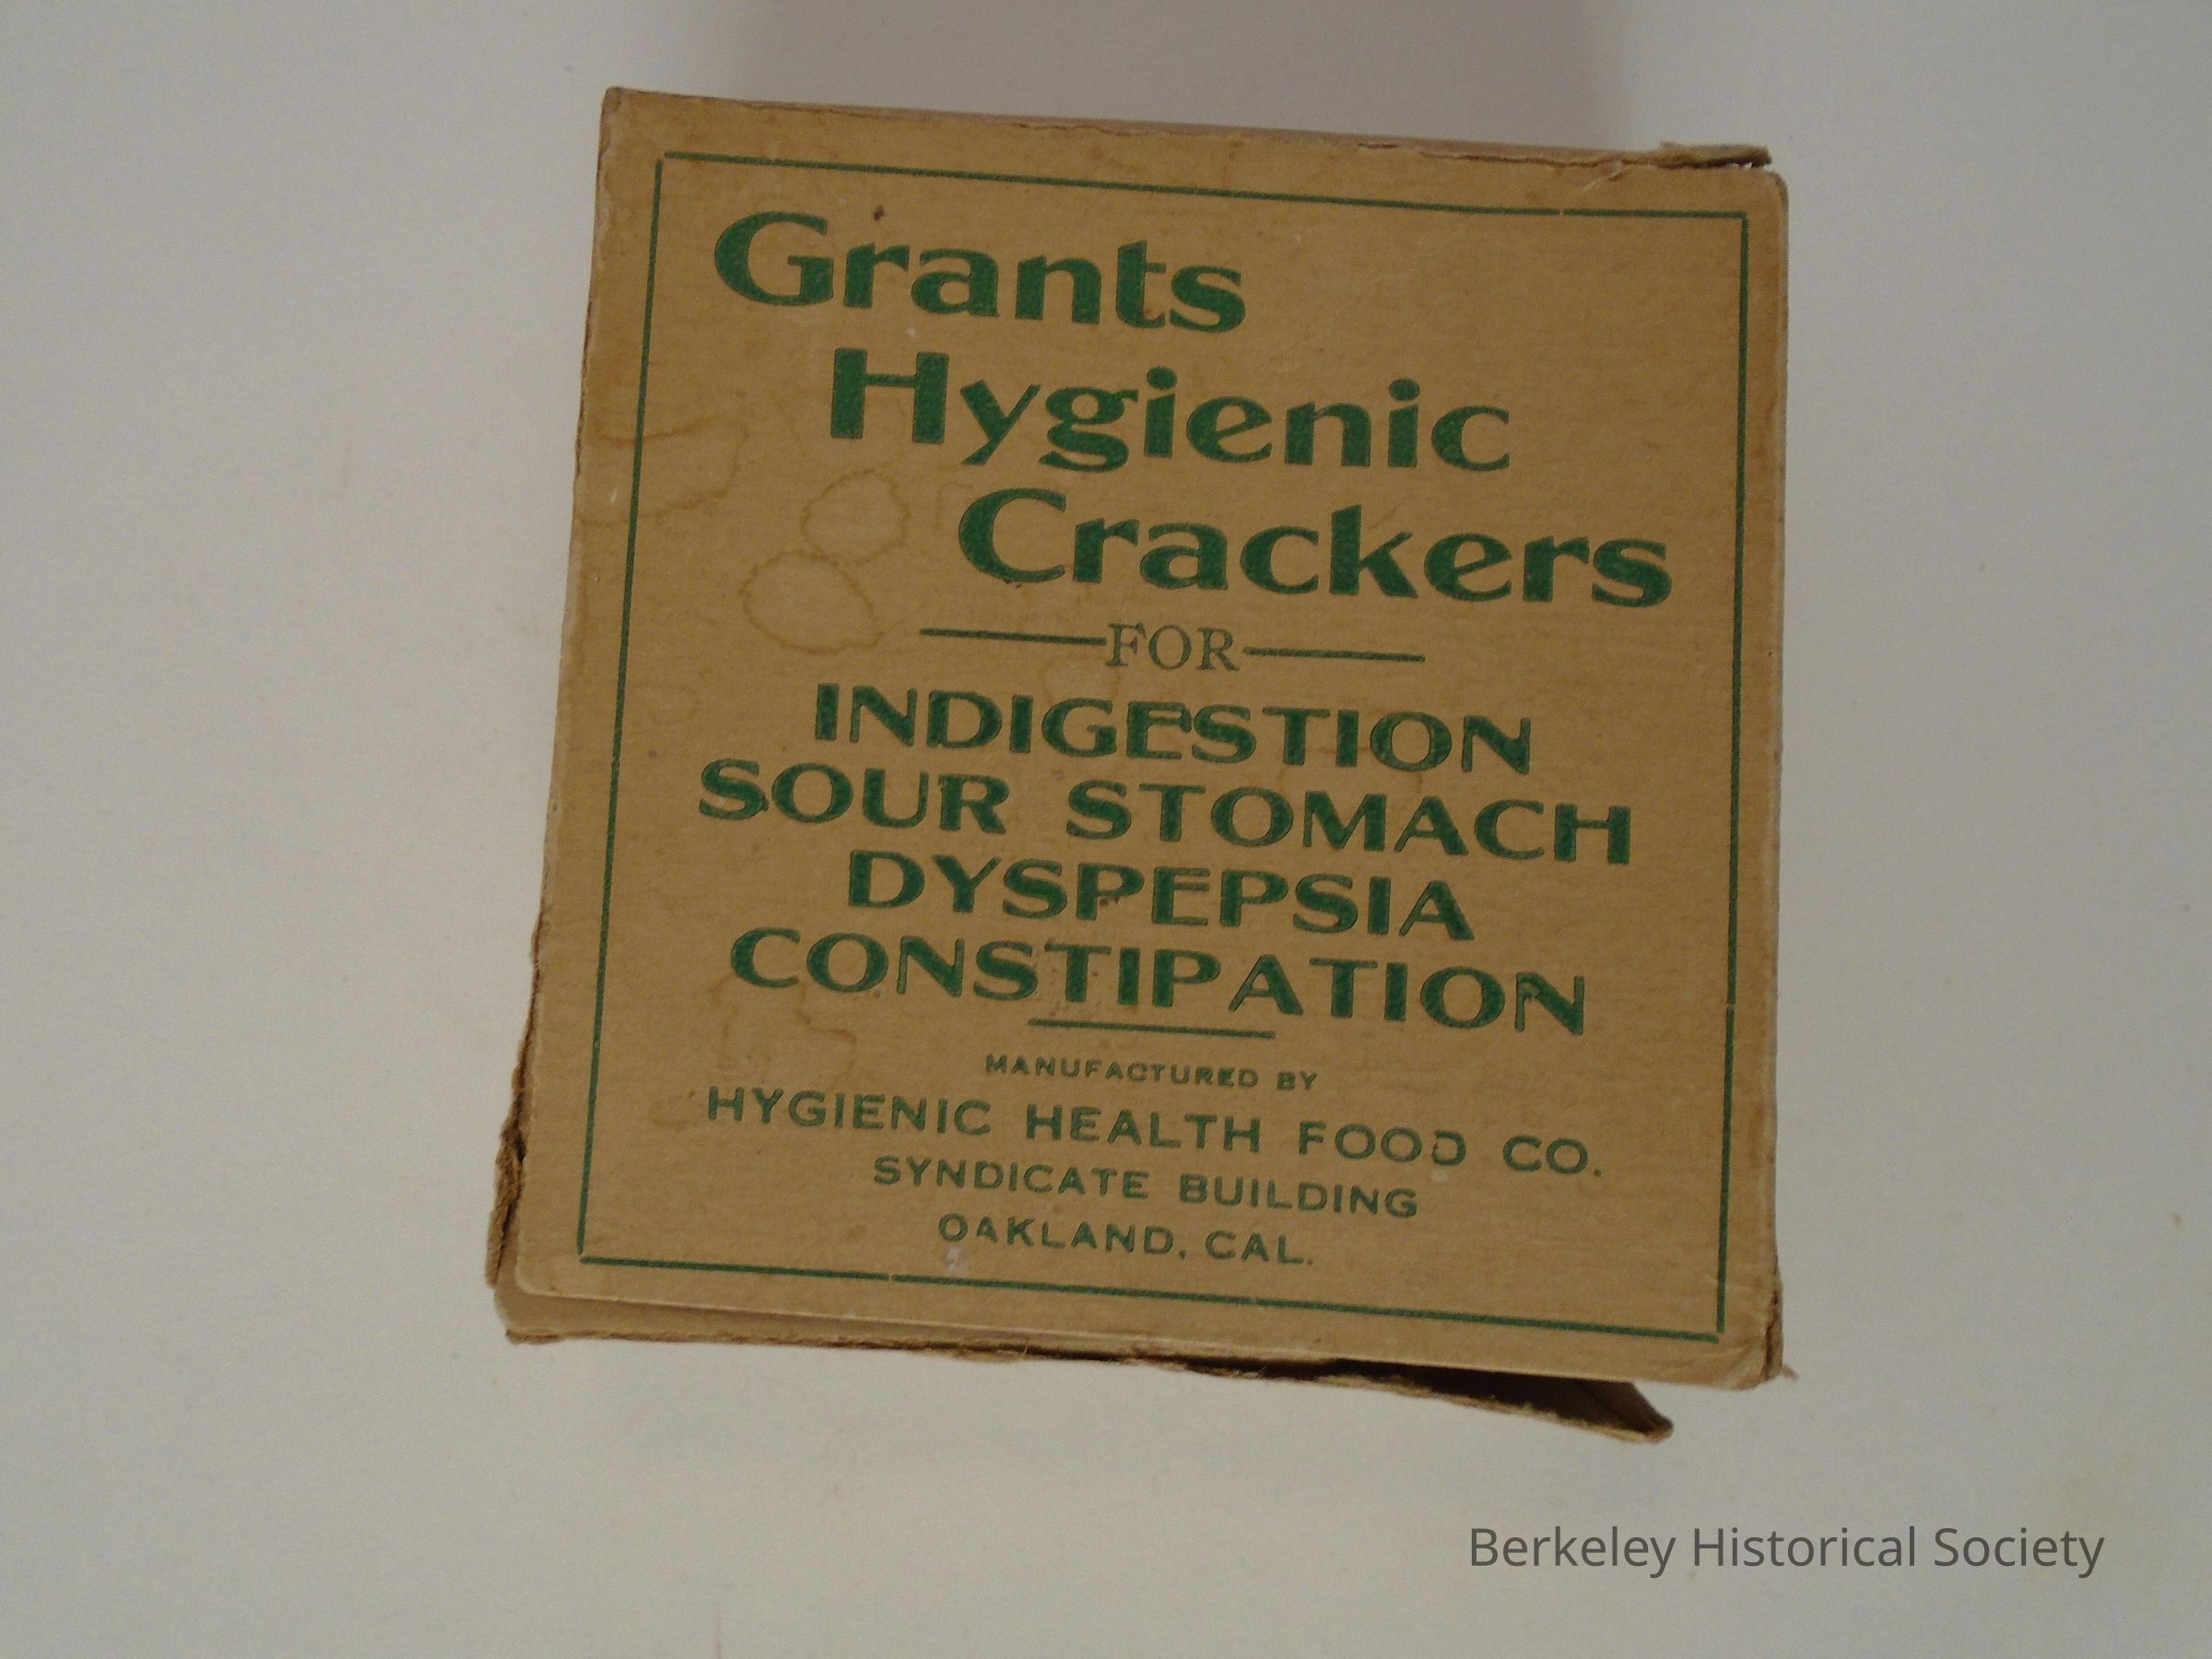 Grants
Hygienic
Crackers
FOR
INDIGESTION
SOUR STOMACH
DYSPEPSIA
CONSTIPATION
MANUFACTURED BY
HYGIENIC HEALTH FOOD CO.
SYNDICATE BUILDING
OAKLAND, CAL.
Berkeley Historical Society